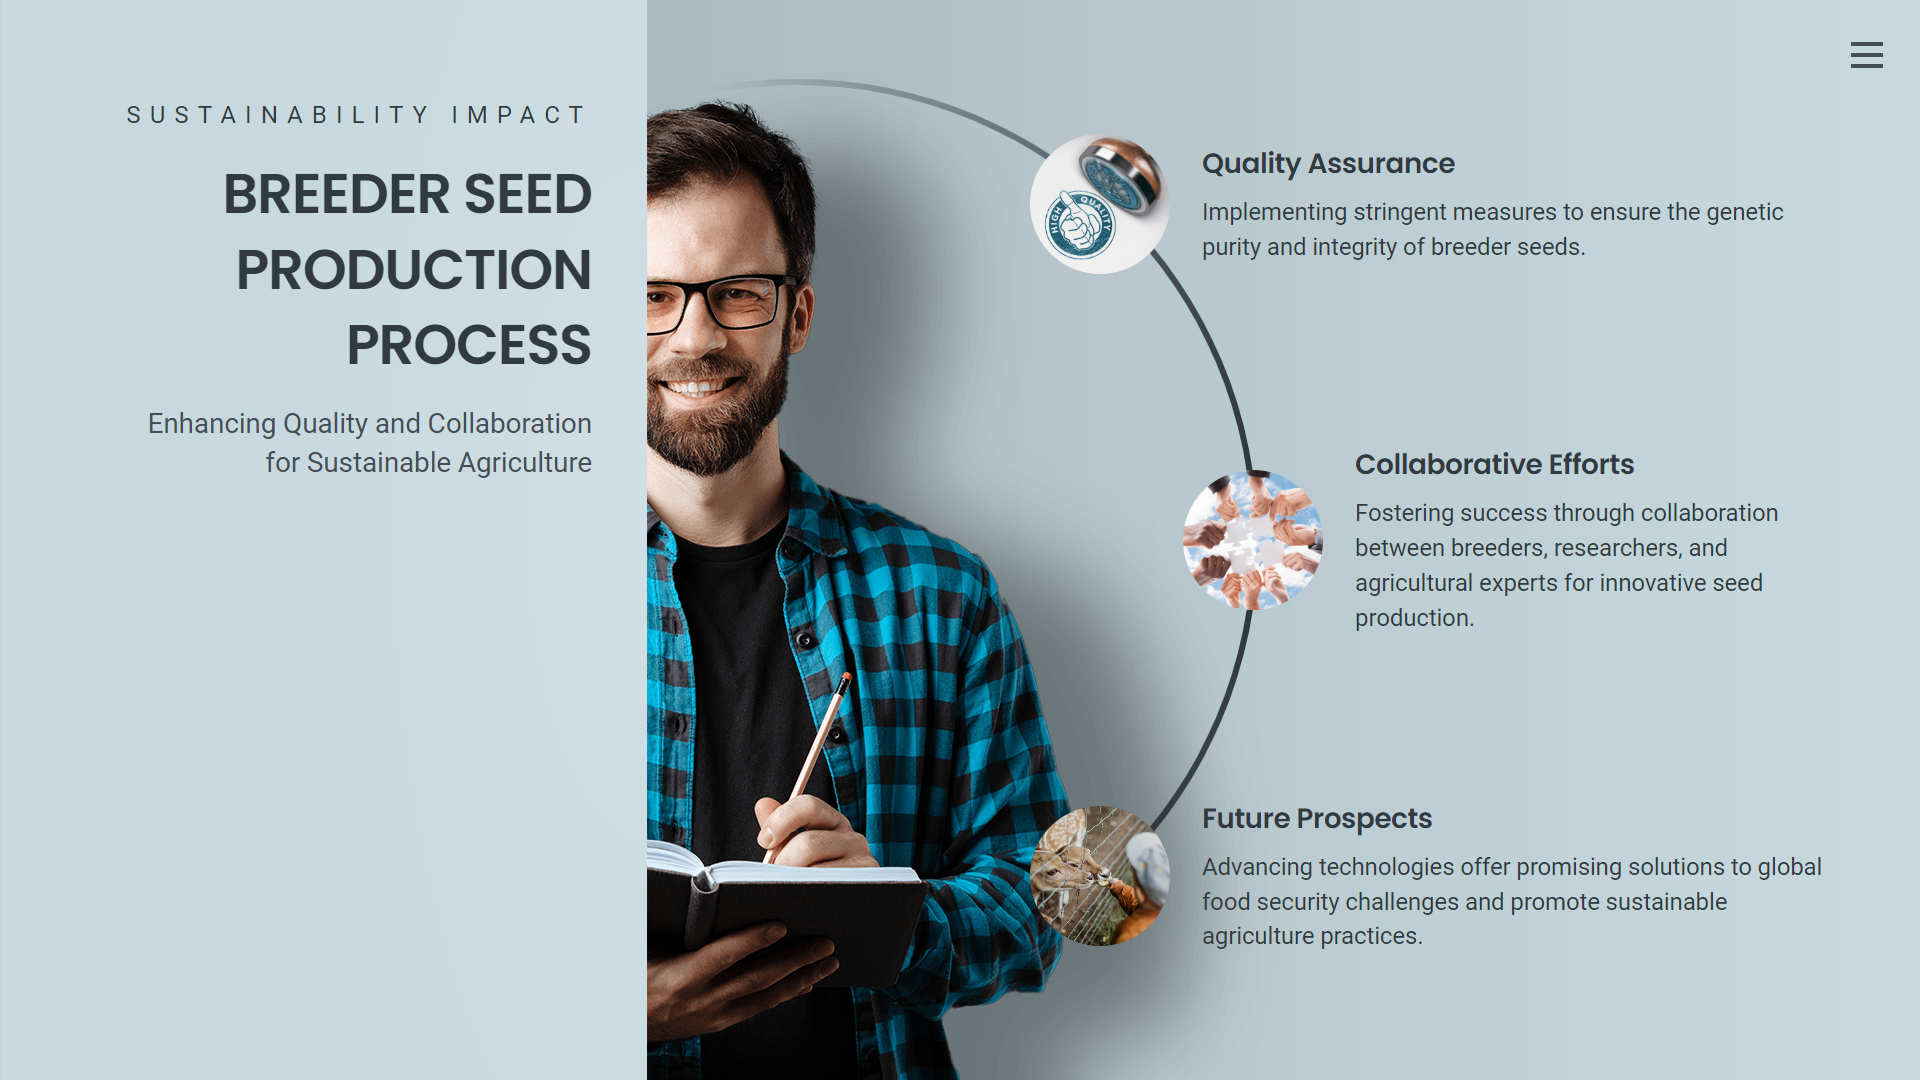 SUSTAINABILITY IMPACT
BREEDER SEED
PRODUCTION
PROCESS
Enhancing Quality and Collaboration
for Sustainable Agriculture
HIGH QUALITY
Quality Assurance
Implementing stringent measures to ensure the genetic
purity and integrity of breeder seeds.
Collaborative Efforts
Fostering success through collaboration
between breeders, researchers, and
agricultural experts for innovative seed
production.
Future Prospects
Advancing technologies offer promising solutions to global
food security challenges and promote sustainable
agriculture practices.